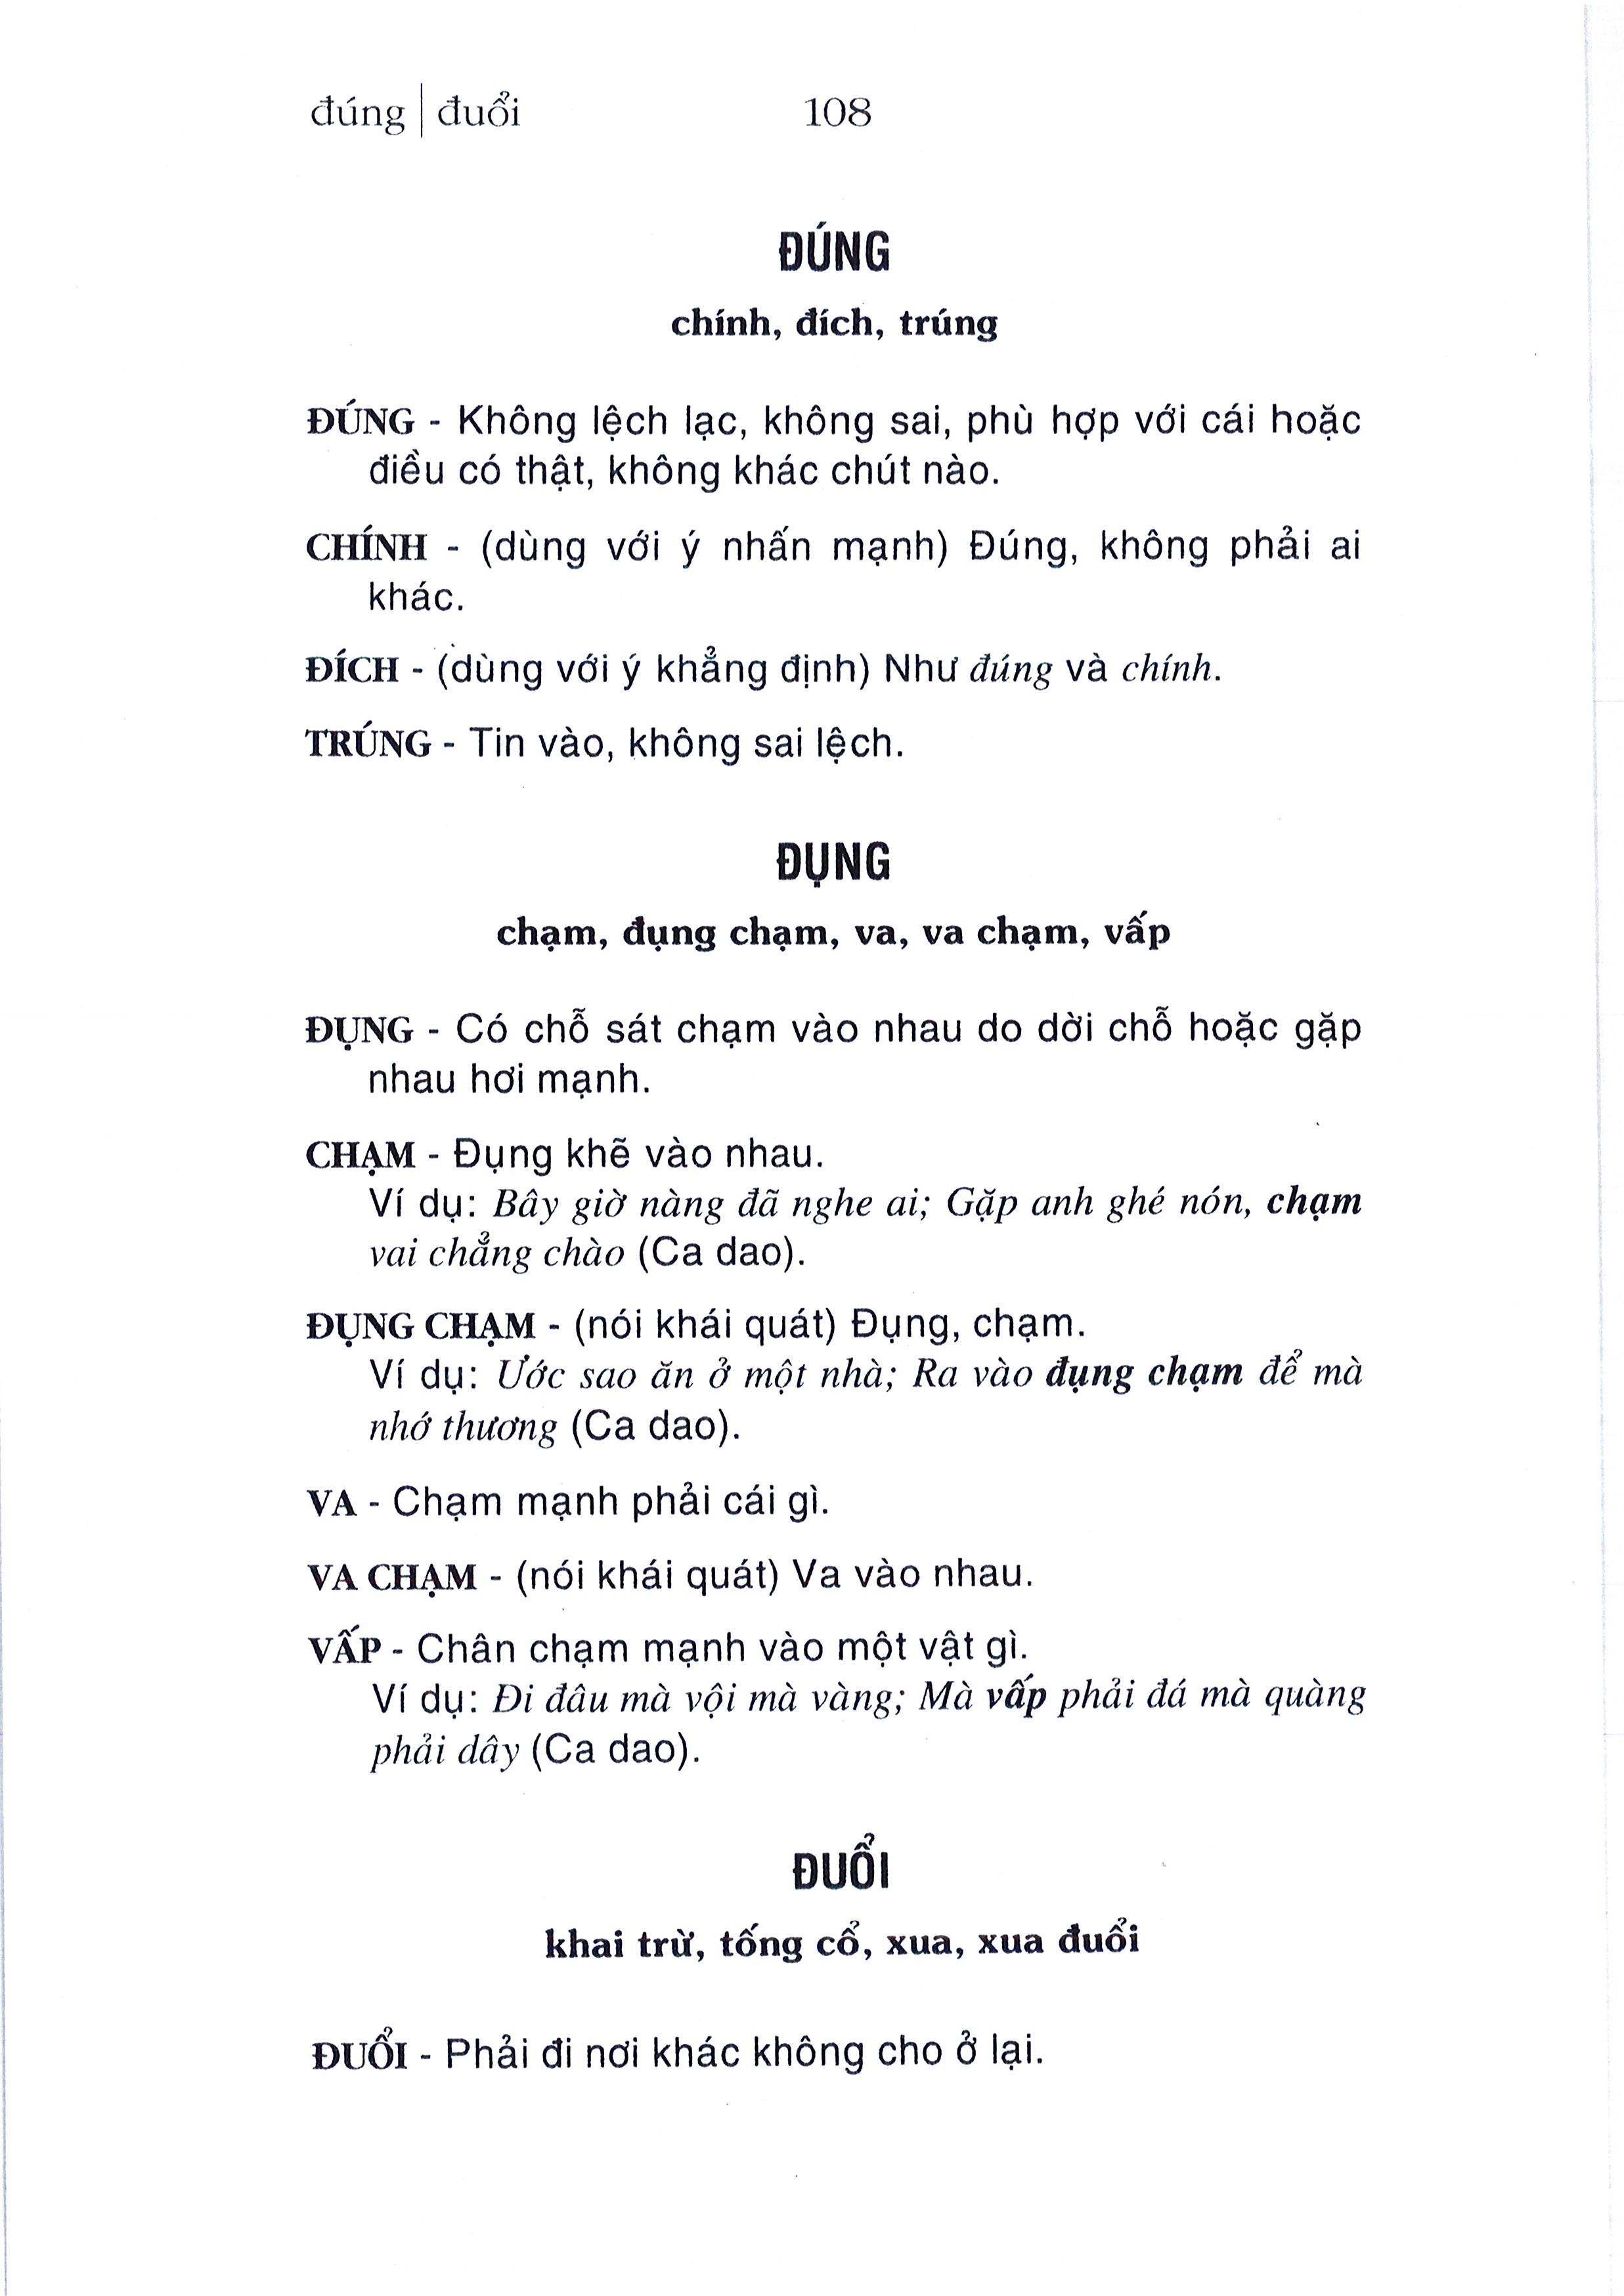 đúng | đuổi 108
ĐÚNG
chính, đích, trúng
ĐÚNG - Không lệch lạc, không sai, phù hợp với cái hoặc
điều có thật, không khác chút nào.
CHÍNH - (dùng với ý nhấn mạnh) Đúng, không phải ai
khác.
ĐÍCH - (dùng với ý khẳng định) Như đúng và chính.
TRÚNG - Tin vào, không sai lệch.
ĐỤNG
chạm, đụng chạm, va, va chạm, vấp
ĐỤNG - Có chỗ sát chạm vào nhau do dời chỗ hoặc gặp
nhau hơi mạnh.
CHẠM - Đụng khẽ vào nhau.
Ví dụ: Bây giờ nàng đã nghe ai; Gặp anh ghé nón, chạm
vai chẳng chào (Ca dao).
ĐỤNG CHẠM - (nói khái quát) Đụng, chạm.
Ví dụ: Ước sao ăn ở một nhà; Ra vào đụng chạm để mà
nhớ thương (Ca dao).
VA - Chạm mạnh phải cái gì.
VA CHẠM - (nói khái quát) Va vào nhau.
VẤP - Chân chạm mạnh vào một vật gì.
Ví dụ: Đi đâu mà vội mà vàng; Mà vấp phải đá mà quàng
phải dây (Ca dao).
ĐUỔI
khai trừ, tống cổ, xua, xua đuổi
ĐUỔI - Phải đi nơi khác không cho ở lại.